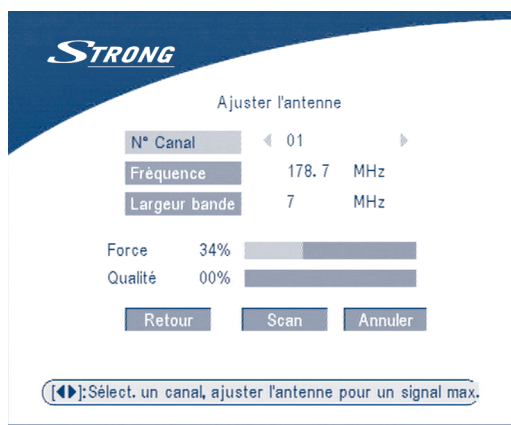 STRONG
Ajuster l'antenne
N° Canal 01
Frèquence 178.7 MHz
Largeur bande 7 MHz
Force 34%
Qualité 00%
Retour Scan Annuler
[◀▶]:Sélect. un canal, ajuster l'antenne pour un signal max.